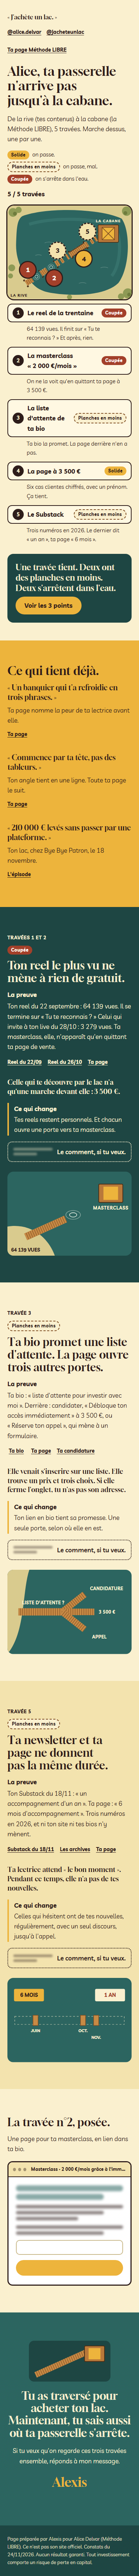 « J'achète un lac. »
@alice.delvor @jacheteunlac
Ta page Méthode LIBRE
Alice, ta passerelle
n'arrive pas
jusqu'à la cabane.
De la rive (tes contenus) à la cabane (ta
Méthode LIBRE), 5 travées. Marche dessus,
une par une.
Solide on passe.
Planches en moins on passe, mal.
Coupée on s'arrête dans l'eau.
5 / 5 travées
LA CABANE
5
3
4
1
2
LA RIVE
1 Le reel de la trentaine Coupée
64 139 vues. Il finit sur « Tu te
reconnais ? » Et après, rien.
2 La masterclass
« 2 000 €/mois » Coupée
On ne la voit qu'en quittant ta page à
3 500 €.
3 La liste
d'attente de
ta bio Planches en moins
Ta bio la promet. La page derrière n'en a
pas.
4 La page à 3 500 € Solide
Six cas clientes chiffrés, avec un prénom.
Ça tient.
5 Le Substack Planches en moins
Trois numéros en 2026. Le dernier dit
« un an », ta page « 6 mois ».
Une travée tient. Deux ont
des planches en moins.
Deux s'arrêtent dans l'eau.
Voir les 3 points
Ce qui tient déjà.
« Un banquier qui t'a refroidie en
trois phrases. »
Ta page nomme la peur de ta lectrice avant
elle.
Ta page
« Commence par ta tête, pas des
tableurs. »
Ton angle tient en une ligne. Toute ta page
le suit.
Ta page
« 210 000 € levés sans passer par une
plateforme. »
Ton lac, chez Bye Bye Patron, le 18
novembre.
L'épisode
TRAVÉES 1 ET 2
Coupée
Ton reel le plus vu ne
mène à rien de gratuit.
La preuve
Ton reel du 22 septembre : 64 139 vues. Il se
termine sur « Tu te reconnais ? » Celui qui
invite à ton live du 28/10 : 3 279 vues. Ta
masterclass, elle, n'apparaît qu'en quittant
ta page de vente.
Reel du 22/09 Reel du 26/10 Ta page
Celle qui te découvre par le lac n'a
qu'une marche devant elle : 3 500 €.
Ce qui change
Tes reels restent personnels. Et chacun
ouvre une porte vers ta masterclass.
Le comment, si tu veux.
MASTERCLASS
64 139 VUES
TRAVÉE 3
Planches en moins
Ta bio promet une liste
d'attente. La page ouvre
trois autres portes.
La preuve
Ta bio : « liste d'attente pour investir avec
moi ». Derrière : candidater, « Débloque ton
accès immédiatement » à 3 500 €, ou
« Réserve ton appel », qui mène à un
formulaire.
Ta bio Ta page Ta candidature
Elle venait s'inscrire sur une liste. Elle
trouve un prix et trois choix. Si elle
ferme l'onglet, tu n'as pas son adresse.
Ce qui change
Ton lien en bio tient sa promesse. Une
seule porte, selon où elle en est.
Le comment, si tu veux.
CANDIDATURE
LISTE D'ATTENTE ?
3 500 €
APPEL
TRAVÉE 5
Planches en moins
Ta newsletter et ta
page ne donnent
pas la même durée.
La preuve
Ton Substack du 18/11 : « un
accompagnement d'un an ». Ta page : « 6
mois d'accompagnement ». Trois numéros
en 2026, et ni ton site ni tes bios n'y
mènent.
Substack du 18/11 Les archives Ta page
Ta lectrice attend « le bon moment ».
Pendant ce temps, elle n'a pas de tes
nouvelles.
Ce qui change
Celles qui hésitent ont de tes nouvelles,
régulièrement, avec un seul discours,
jusqu'à l'appel.
Le comment, si tu veux.
6 MOIS
1 AN
JUIN
OCT.
NOV.
La travée n°2, posée.
Une page pour ta masterclass, en lien dans
ta bio.
Masterclass · 2 000 €/mois grâce à l'imm...
Tu as traversé pour
acheter ton lac.
Maintenant, tu sais aussi
où ta passerelle s'arrête.
Si tu veux qu'on regarde ces trois travées
ensemble, réponds à mon message.
Alexis
Page préparée par Alexis pour Alice Delvor (Méthode
LIBRE). Ce n'est pas son site officiel. Constats du
24/11/2026. Aucun résultat garanti. Tout investissement
comporte un risque de perte en capital.